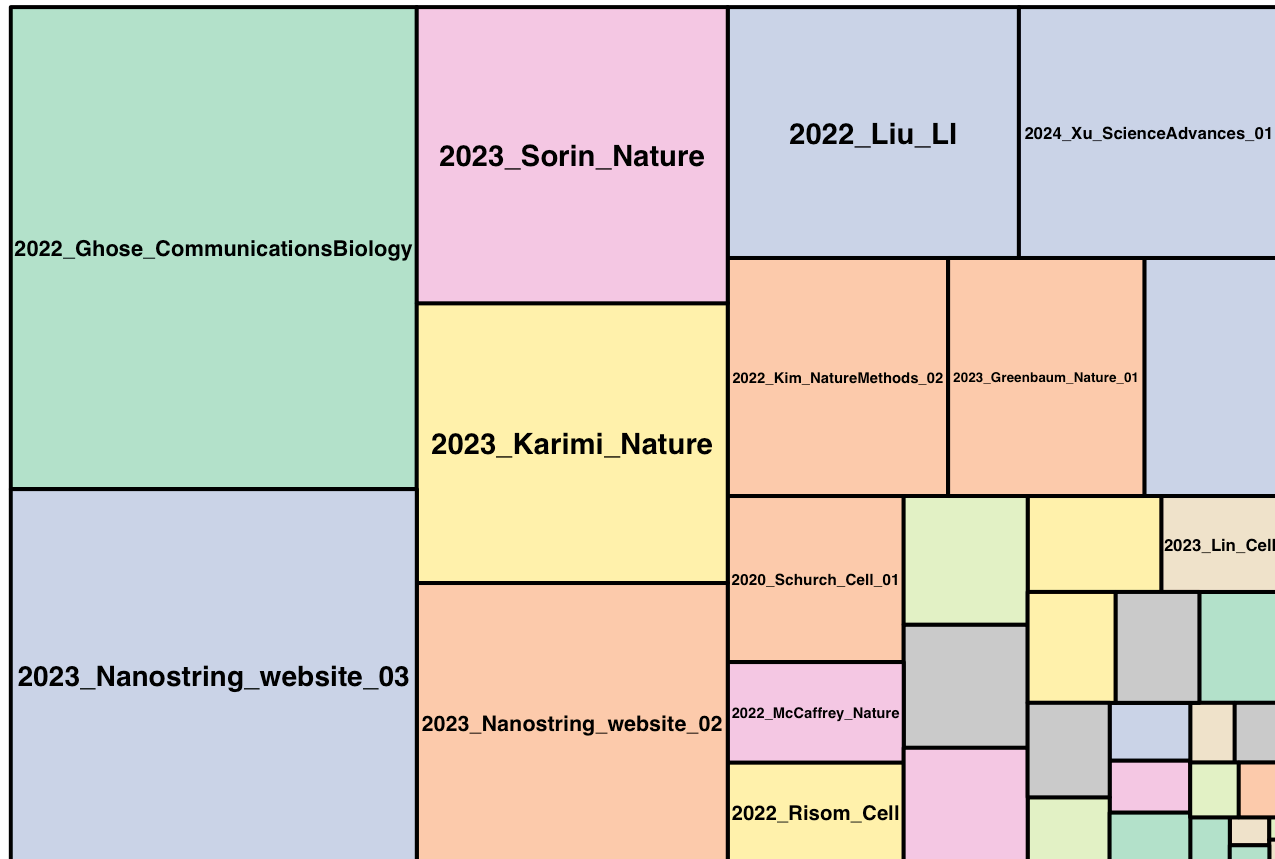 2022_Ghose_CommunicationsBiology
2023_Nanostring_website_03
2023_Sorin_Nature
2023_Karimi_Nature
2023_Nanostring_website_02
2022_Liu_LI
2024_Xu_ScienceAdvances_01
2022_Kim_NatureMethods_02
2023_Greenbaum_Nature_01
2020_Schurch_Cell_01
2022_McCaffrey_Nature
2022_Risom_Cell
2023_Lin_Cell